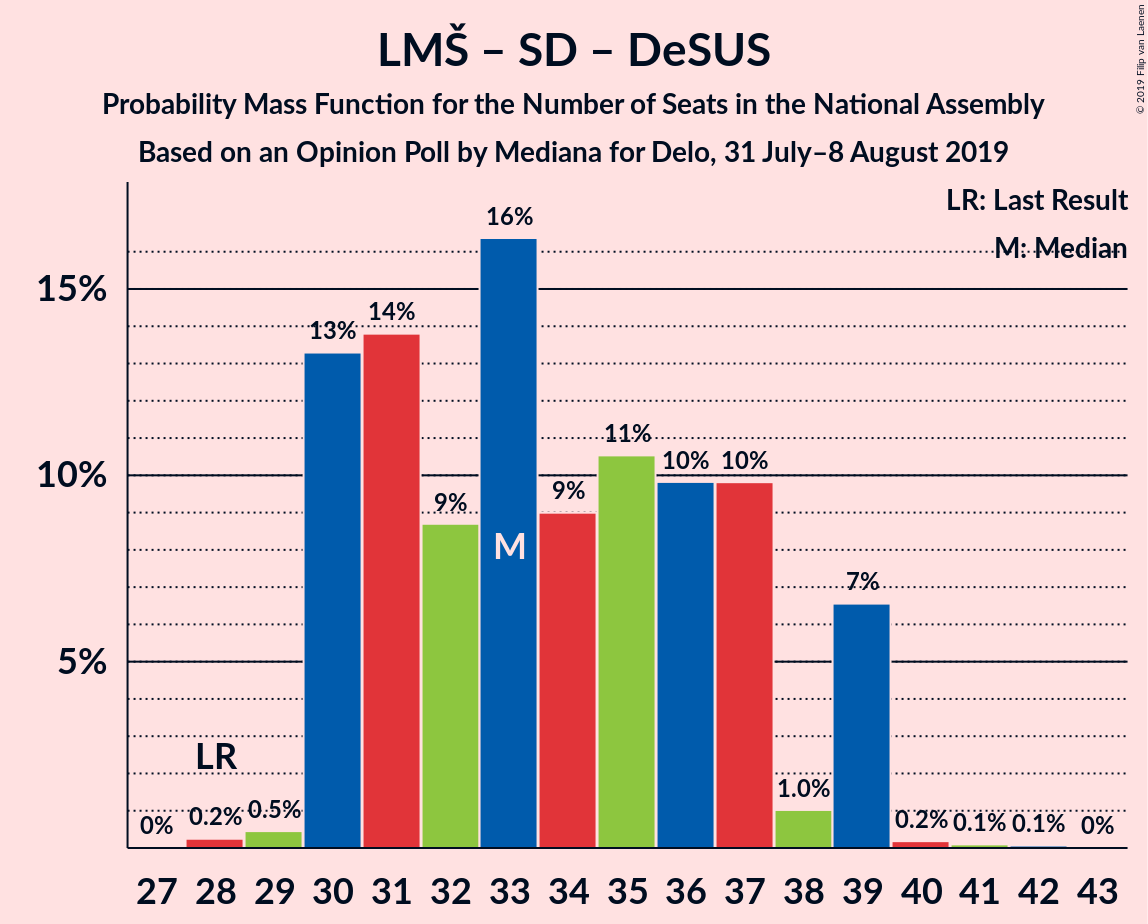 LMŠ – SD – DeSUS
Probability Mass Function for the Number of Seats in the National Assembly
Based on an Opinion Poll by Mediana for Delo, 31 July–8 August 2019
© 2019 Filip van Laenen
LR: Last Result
M: Median
15%
10%
5%
0%
0.2%
0.5%
13%
14%
9%
16%
9%
11%
10%
10%
1.0%
7%
0.2%
0.1%
0.1%
0%
LR
M
27 28 29 30 31 32 33 34 35 36 37 38 39 40 41 42 43